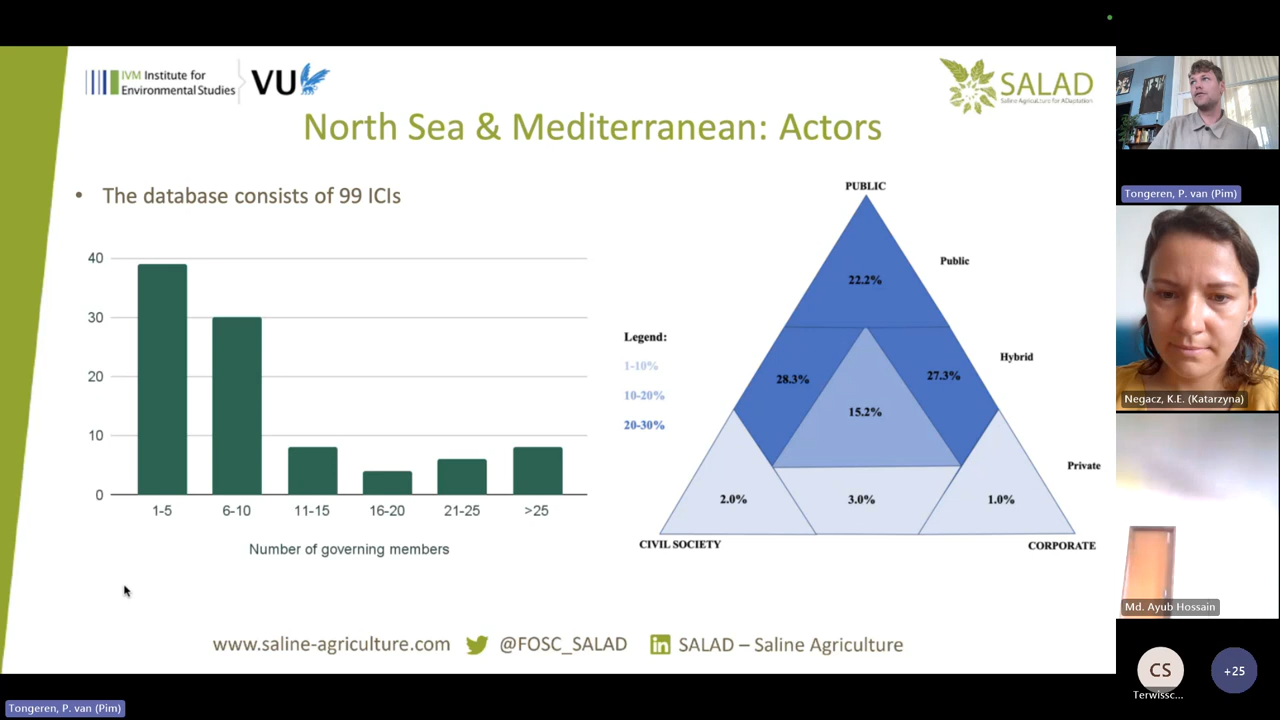 IVM Institute for
Environmental Studies
VU
SALAD
Saline Agriculture for ADaptation
North Sea & Mediterranean: Actors
• The database consists of 99 ICIs
40
30
20
10
0
1-5 6-10 11-15 16-20 21-25 >25
Number of governing members
PUBLIC
Public
22.2%
Legend:
1-10%
10-20%
20-30%
Hybrid
28.3% 27.3%
15.2%
Private
2.0% 3.0% 1.0%
CIVIL SOCIETY CORPORATE
www.saline-agriculture.com @FOSC_SALAD in SALAD – Saline Agriculture
Tongeren, P. van (Pim)
Negacz, K.E. (Katarzyna)
Md. Ayub Hossain
CS
Terwissc...
+25
Tongeren, P. van (Pim)